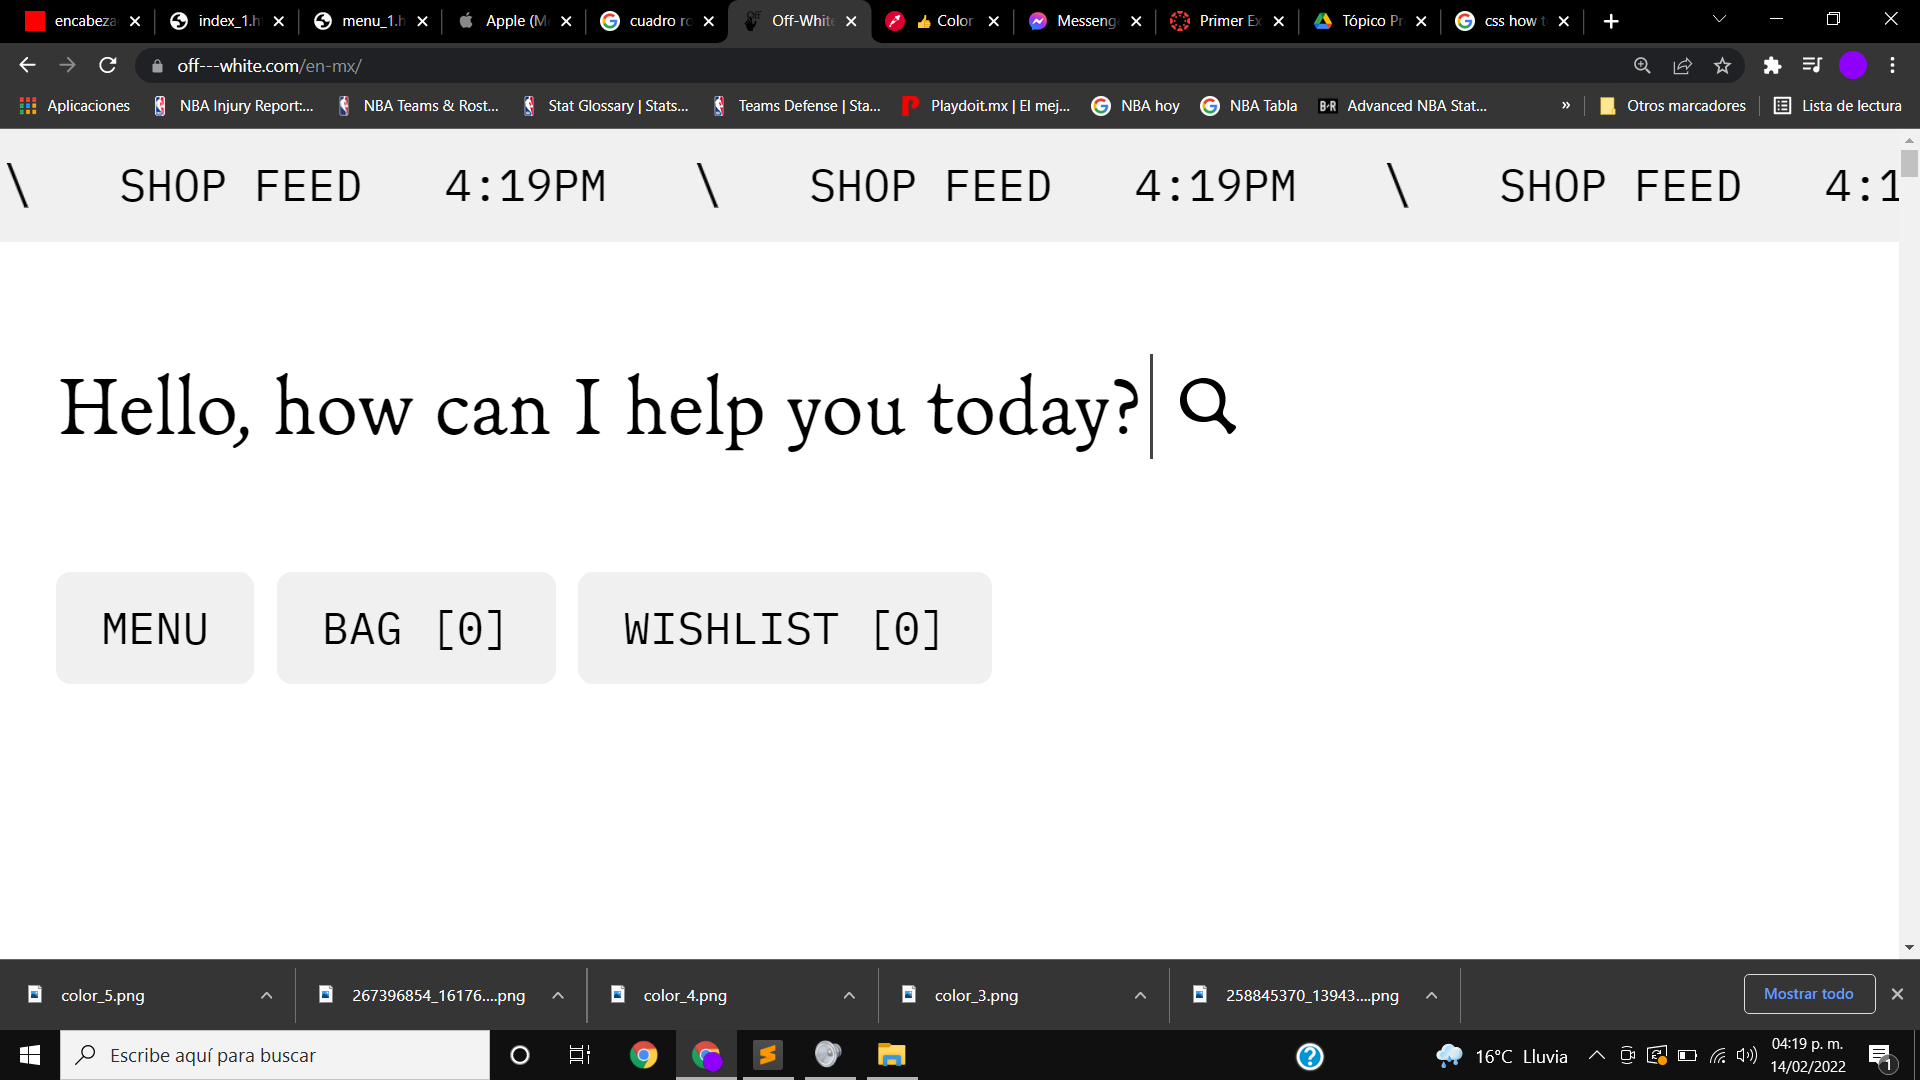 encabeza
index_1.h
menu_1.h
Apple (M
cuadro ro
Off-White
Color
Messeng
Primer Ex
Tópico Pr
css how t
off---white.com/en-mx/
Aplicaciones
NBA Injury Report:...
NBA Teams & Rost...
Stat Glossary | Stats...
Teams Defense | Sta...
Playdoit.mx | El mej...
NBA hoy
NBA Tabla
B/R
Advanced NBA Stat...
»
Otros marcadores
Lista de lectura
\ SHOP FEED 4:19PM \ SHOP FEED 4:19PM \ SHOP FEED 4:1
Hello, how can I help you today?
MENU
BAG [0]
WISHLIST [0]
color_5.png
267396854_16176....png
color_4.png
color_3.png
258845370_13943....png
Mostrar todo
Escribe aquí para buscar
16°C Lluvia
04:19 p. m.
14/02/2022
1